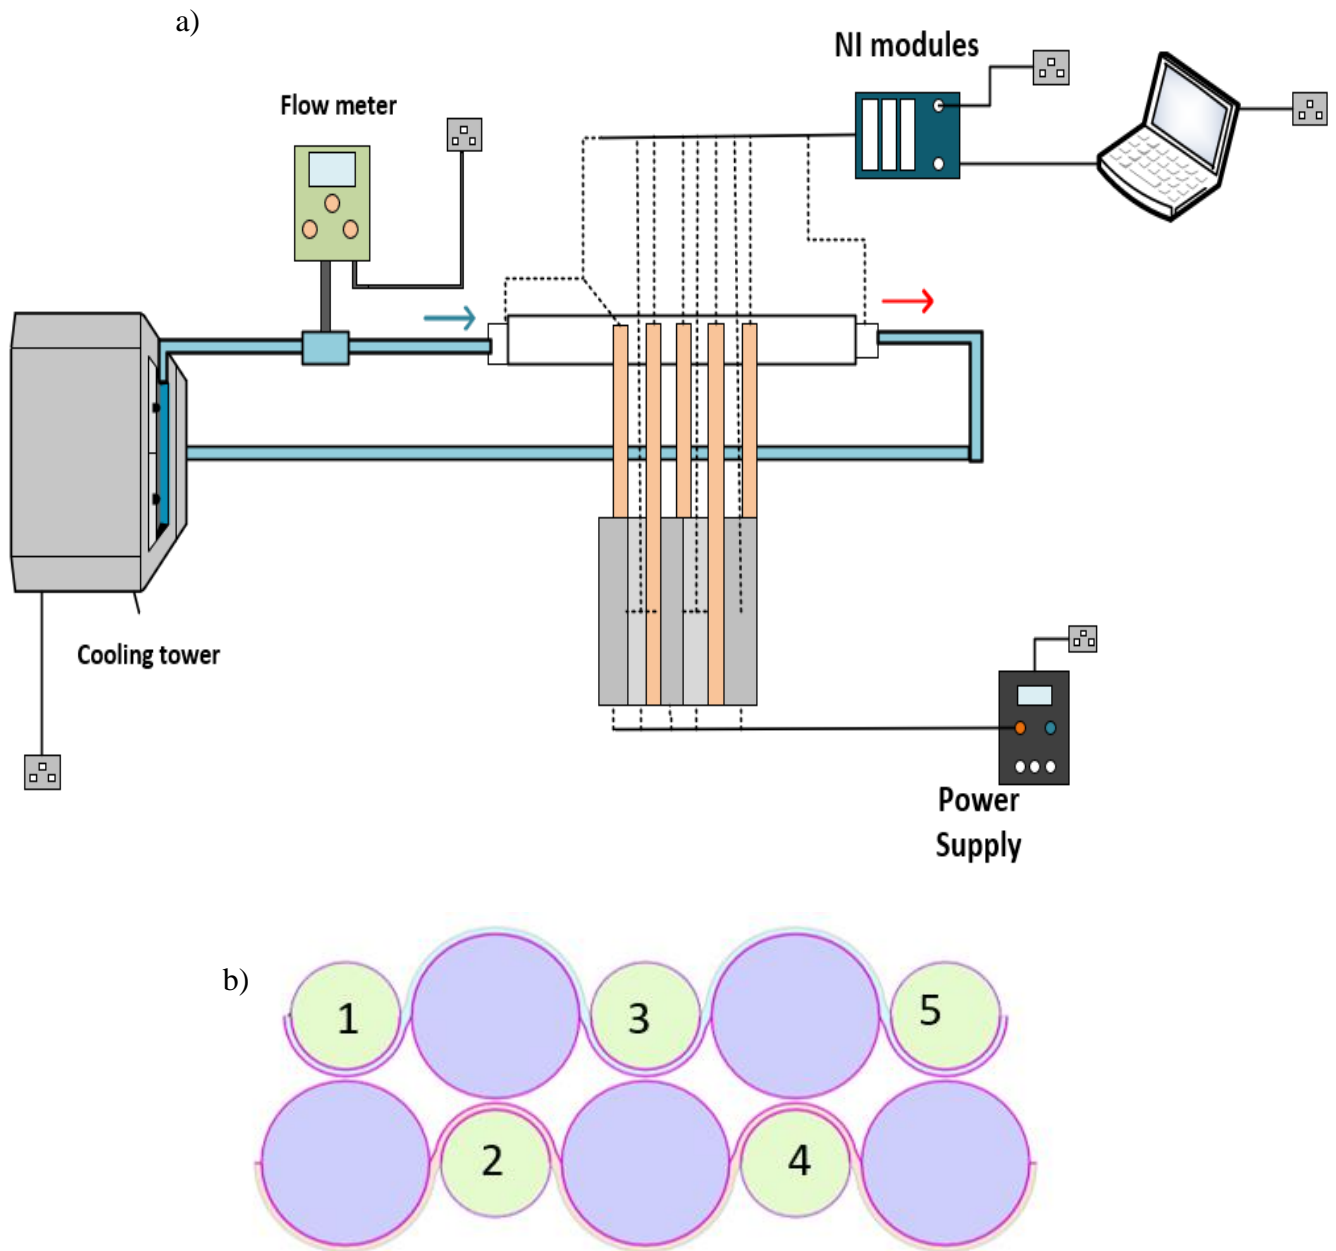 a)
NI modules
Flow meter
Cooling tower
Power
Supply
b)
1
3
5
2
4